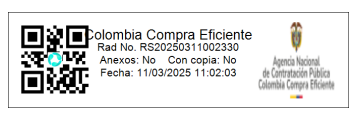 Colombia Compra Eficiente
Rad No. RS20250311002330
Anexos: No Con copia: No
Fecha: 11/03/2025 11:02:03
Agencia Nacional
de Contratación Pública
Colombia Compra Eficiente